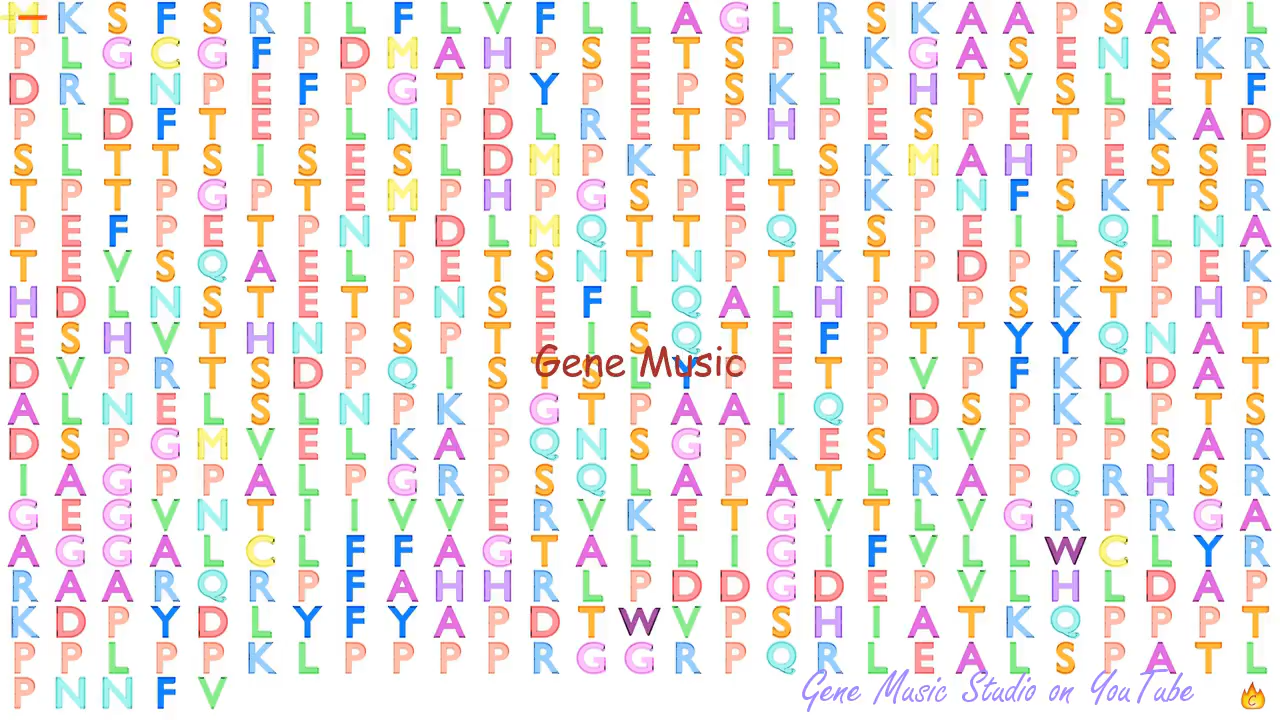 M K S F S R I L F L V F L L A G L R S K A A P S A P L
P L G C G F P D M A H P S E T S P L K G A S E N S K R
D R L N P E F P G T P Y P E P S K L P H T V S L E T F
P L D F T E P L N P D L R E T P H P E S P E T P K A D
S L T T S I S E S L D M P K T N L S K M A H P E S S E
T P T P G P T E M P H P G S P E T P K P N F S K T S R
P E F P E T P N T D L M Q T T P Q E S P E I L Q L N A
T E V S Q A E L P E T S N T N P T K T P D P K S P E K
H D L N S T E T P N S E F L Q A L H P D P S K T P H P
E S H V T H N P S P T E I S Q T E F P T T Y Y Q N A T
D V P R T S D P Q I S T S L Y P E T P V P F K D D A T
A L N E L S L N P K P G T P A A I Q P D S P K L P T S
D S P G M V E L K A P Q N S G P K E S N V P P P S A R
I A G P P A L P G R P S Q L A P A T L R A P Q R H S R
G E G V N T I I V V E R V K E T G V T L V G R P R G A
A G G A L C L F F A G T A L L I G I F V L L W C L Y R
R A A R Q R P F A H H R L P D D G D E P V L H L D A P
K D P Y D L Y F Y A P D T W V P S H I A T K Q P P P T
P P L P P K L P P P P R G G R P Q R L E A L S P A T L
P N N F V
Gene Music
Gene Music Studio on YouTube
C